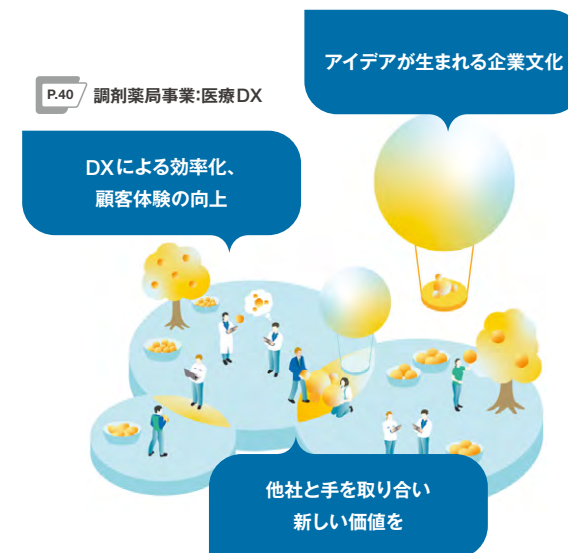 アイデアが生まれる企業文化
P.40 調剤薬局事業:医療DX
DXによる効率化、
顧客体験の向上
他社と手を取り合い
新しい価値を